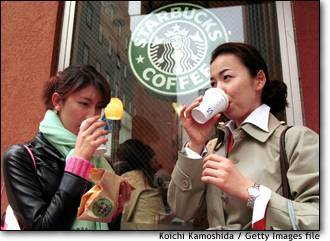 STARBUCKS
COFFEE
Koichi Kamoshida / Getty Images file